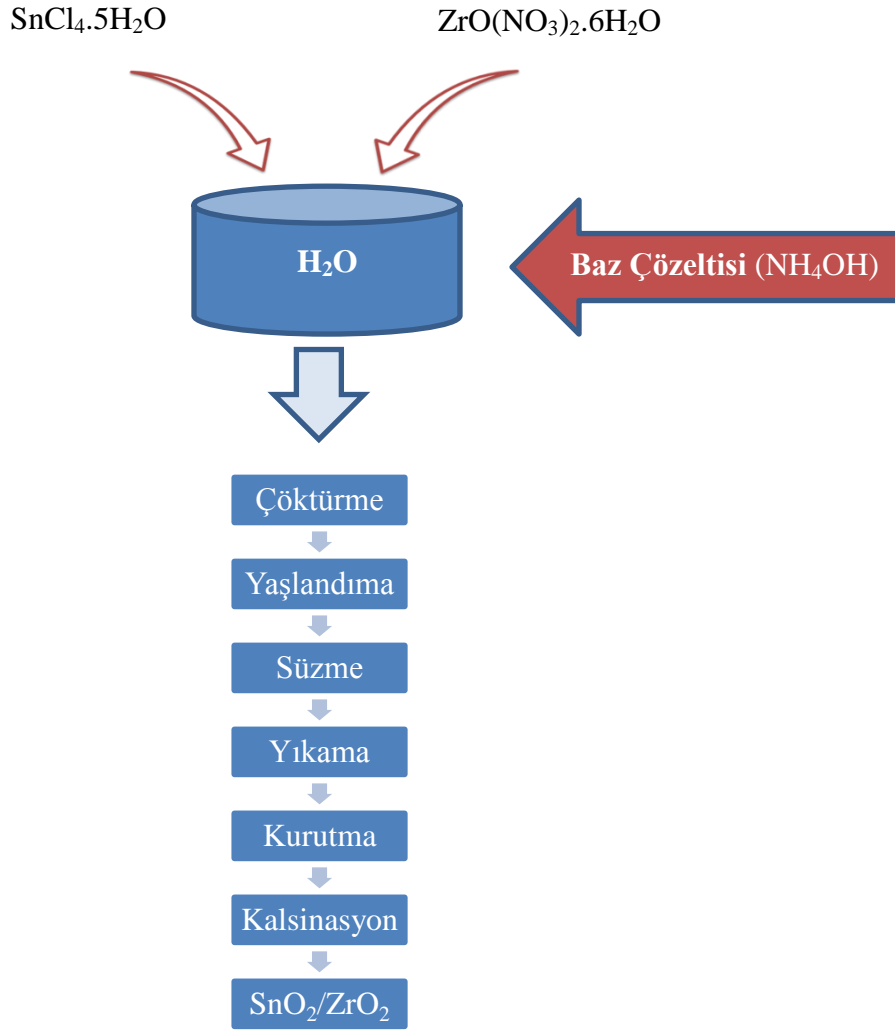 SnCl₄.5H₂O
ZrO(NO₃)₂.6H₂O
H₂O
Baz Çözeltisi (NH₄OH)
Çöktürme
Yaşlandıma
Süzme
Yıkama
Kurutma
Kalsinasyon
SnO₂/ZrO₂